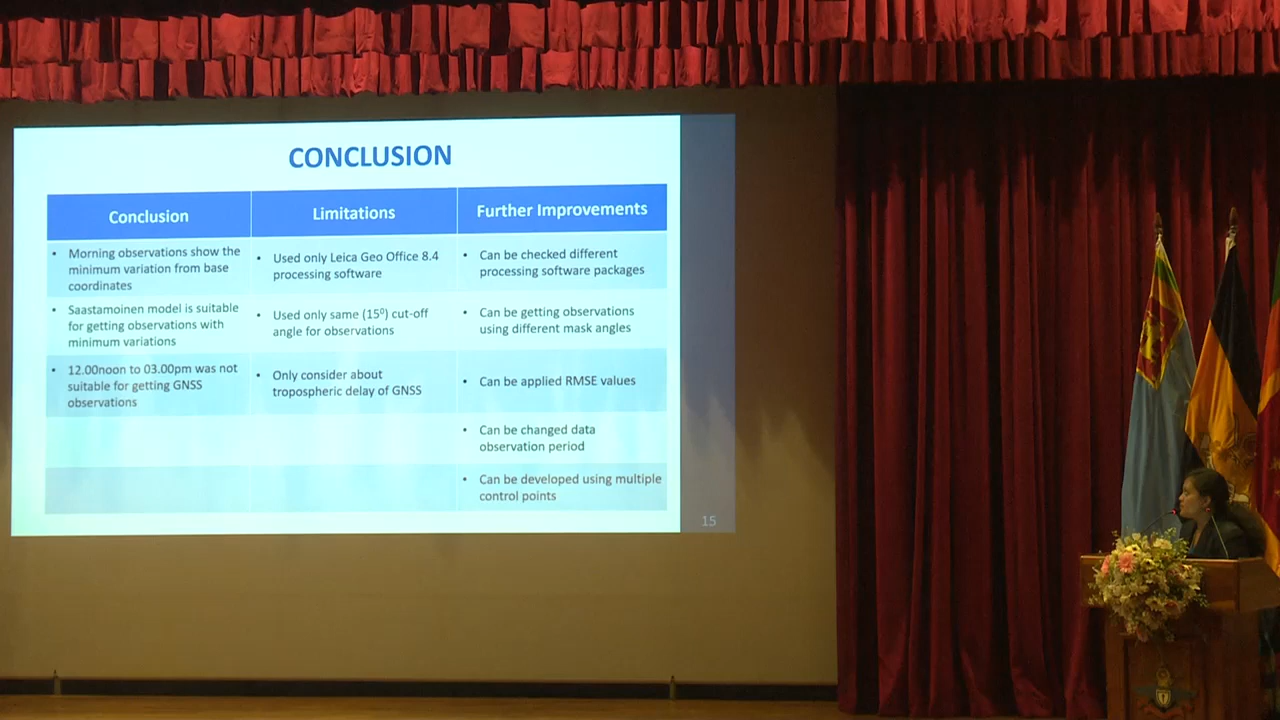 CONCLUSION
Conclusion
Limitations
Further Improvements
• Morning observations show the
minimum variation from base
coordinates
• Used only Leica Geo Office 8.4
processing software
• Can be checked different
processing software packages
• Saastamoinen model is suitable
for getting observations with
minimum variations
• Used only same (15⁰) cut-off
angle for observations
• Can be getting observations
using different mask angles
• 12.00noon to 03.00pm was not
suitable for getting GNSS
observations
• Only consider about
tropospheric delay of GNSS
• Can be applied RMSE values
• Can be changed data
observation period
• Can be developed using multiple
control points
15